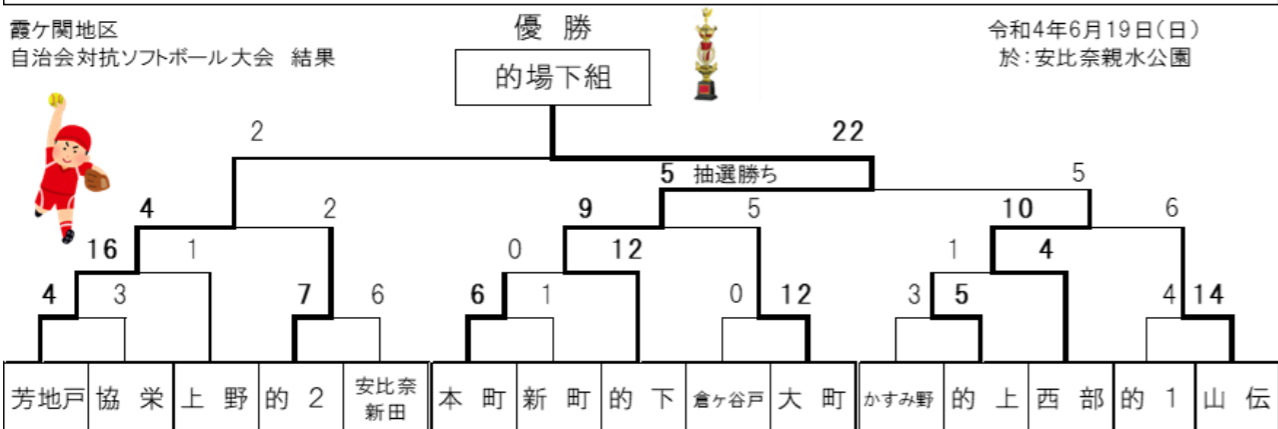 霞ケ関地区
自治会対抗ソフトボール大会 結果
優 勝
令和4年6月19日(日)
於:安比奈親水公園
的場下組
2 22
5 抽選勝ち 5
4 2 9 5 10 6
16 1 0 12 1 4
4 3 7 6 6 1 0 12 3 5 4 14
芳地戸 協 栄 上 野 的 2 安比奈新田 本 町 新 町 的 下 倉ヶ谷戸 大 町 かすみ野 的 上 西 部 的 1 山 伝